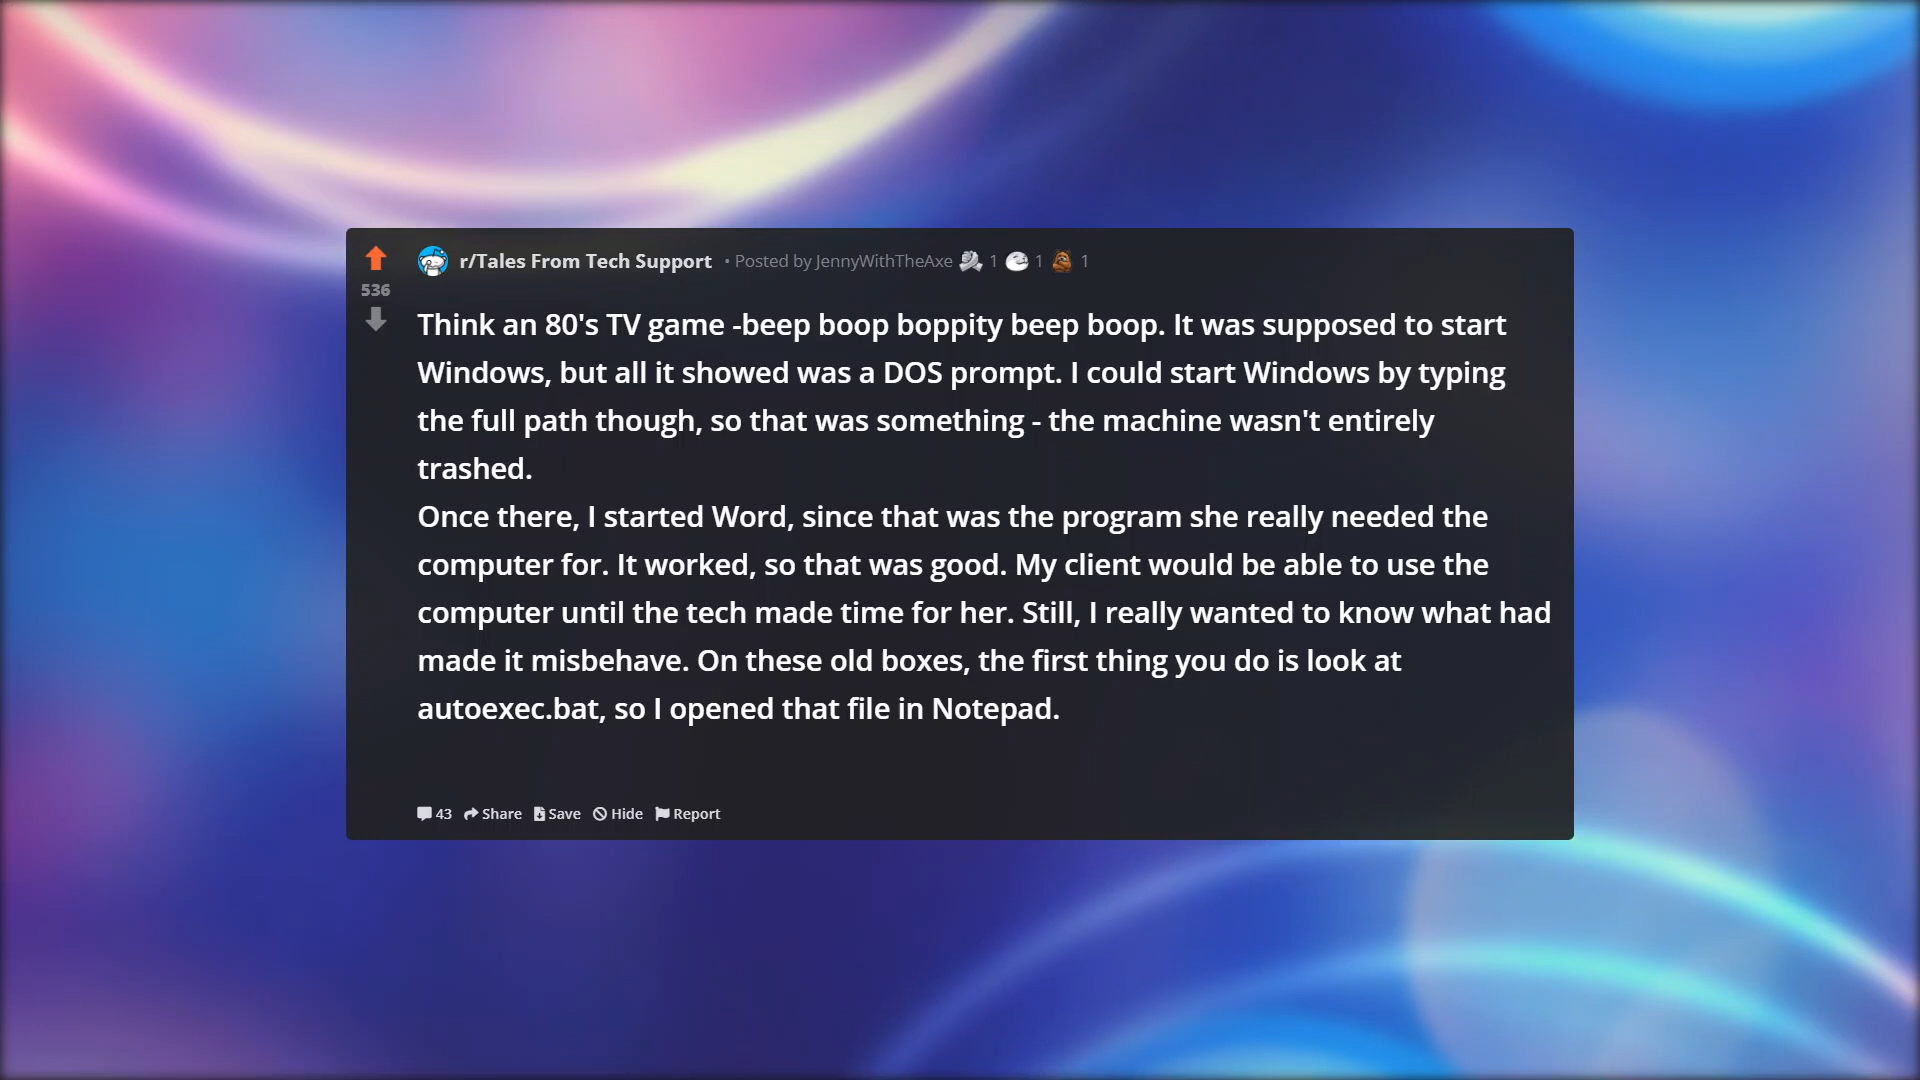 r/Tales From Tech Support • Posted by JennyWithTheAxe 1 1 1
536
Think an 80's TV game -beep boop boppity beep boop. It was supposed to start
Windows, but all it showed was a DOS prompt. I could start Windows by typing
the full path though, so that was something - the machine wasn't entirely
trashed.
Once there, I started Word, since that was the program she really needed the
computer for. It worked, so that was good. My client would be able to use the
computer until the tech made time for her. Still, I really wanted to know what had
made it misbehave. On these old boxes, the first thing you do is look at
autoexec.bat, so I opened that file in Notepad.
43 Share Save Hide Report